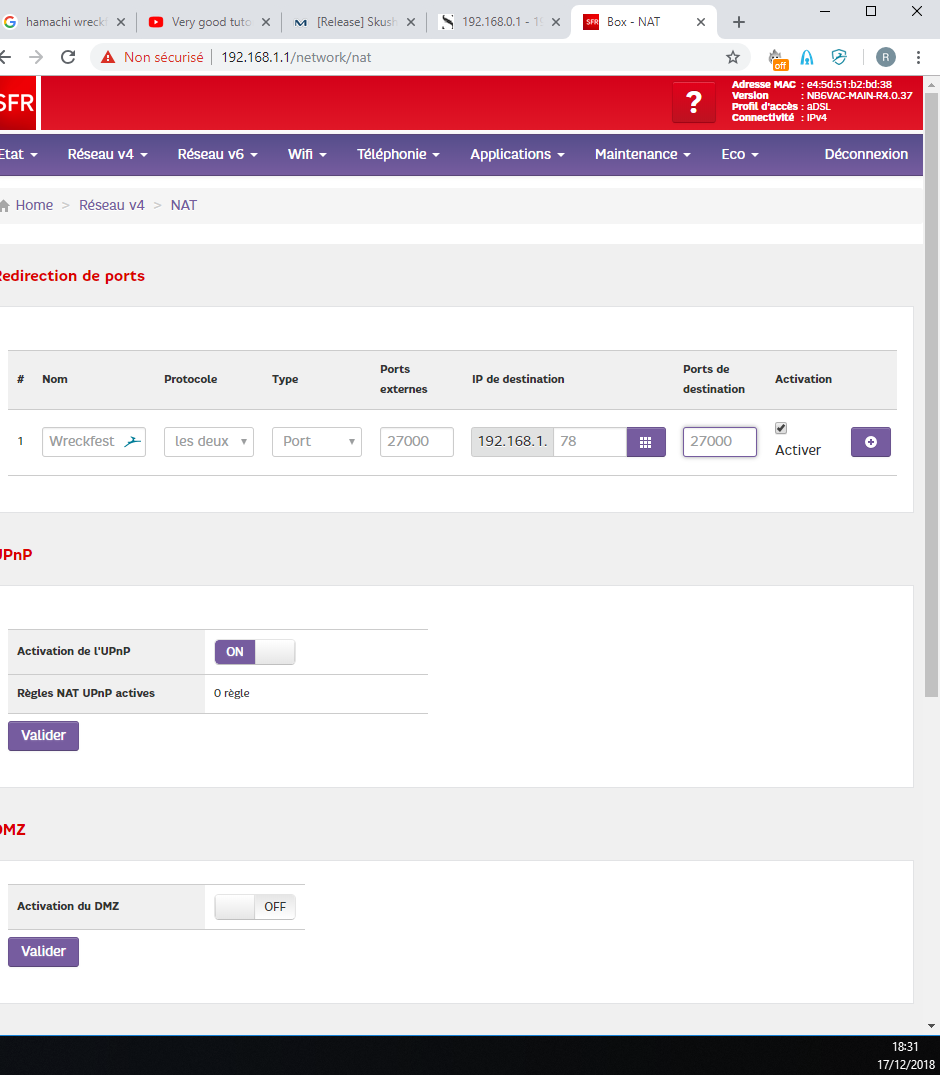 hamachi wreck
Very good tuto
[Release] Skush
192.168.0.1 - 19
Box - NAT
Non sécurisé
192.168.1.1/network/nat
off
R
SFR
?
Adresse MAC : e4:5d:51:b2:bd:38
Version : NB6VAC-MAIN-R4.0.37
Profil d'accès : aDSL
Connectivité : IPv4
Etat
Réseau v4
Réseau v6
Wifi
Téléphonie
Applications
Maintenance
Eco
Déconnexion
Home > Réseau v4 > NAT
Redirection de ports
# Nom Protocole Type Ports externes IP de destination Ports de destination Activation
1 Wreckfest les deux Port 27000 192.168.1. 78 27000 Activer
UPnP
Activation de l'UPnP ON
Règles NAT UPnP actives 0 règle
Valider
DMZ
Activation du DMZ OFF
Valider
18:31
17/12/2018